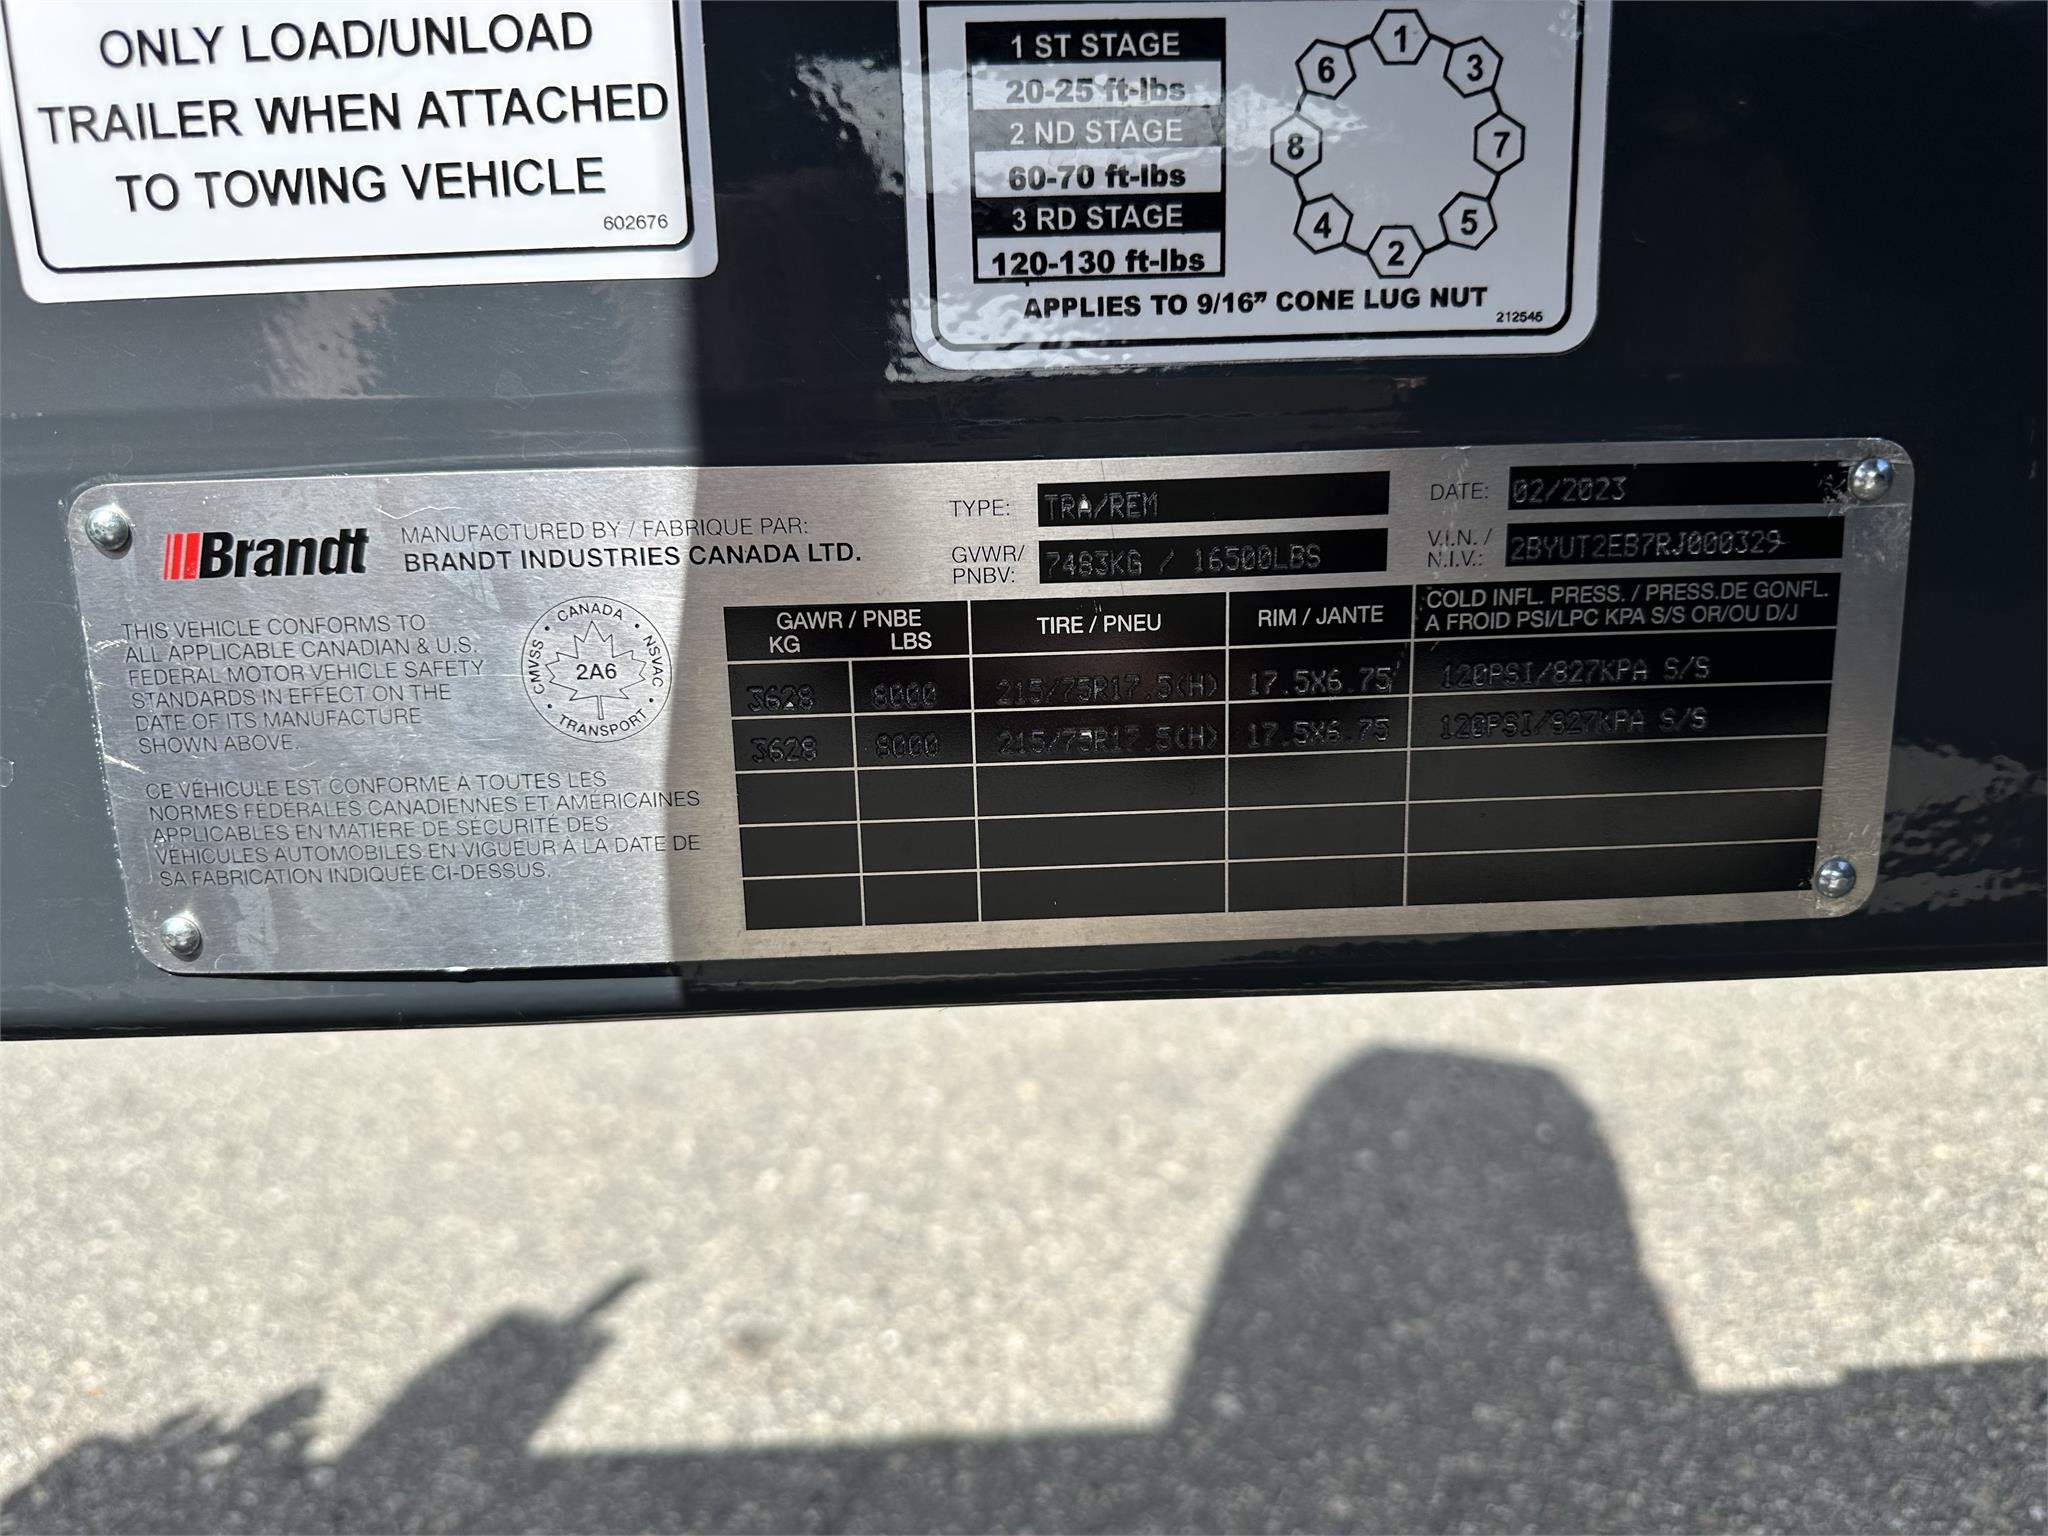 ONLY LOAD/UNLOAD
TRAILER WHEN ATTACHED
TO TOWING VEHICLE
602676
1 ST STAGE
20-25 ft-lbs
2 ND STAGE
60-70 ft-lbs
3 RD STAGE
120-130 ft-lbs
1
3
7
5
2
4
8
6
APPLIES TO 9/16" CONE LUG NUT
212545
Brandt
MANUFACTURED BY / FABRIQUE PAR:
BRANDT INDUSTRIES CANADA LTD.
TYPE: TRA/REM
DATE: 02/2023
GVWR/
PNBV: 7483KG / 16500LBS
V.I.N. /
N.I.V.: 2BYUT2EB7RJ000329
THIS VEHICLE CONFORMS TO
ALL APPLICABLE CANADIAN & U.S.
FEDERAL MOTOR VEHICLE SAFETY
STANDARDS IN EFFECT ON THE
DATE OF ITS MANUFACTURE
SHOWN ABOVE.
CANADA • NSVAC • TRANSPORT • CMVSS •
2A6
CE VÉHICULE EST CONFORME À TOUTES LES
NORMES FÉDÉRALES CANADIENNES ET AMÉRICAINES
APPLICABLES EN MATIÈRE DE SÉCURITÉ DES
VÉHICULES AUTOMOBILES EN VIGUEUR À LA DATE DE
SA FABRICATION INDIQUÉE CI-DESSUS.
GAWR / PNBE
KG LBS
TIRE / PNEU
RIM / JANTE
COLD INFL. PRESS. / PRESS.DE GONFL.
A FROID PSI/LPC KPA S/S OR/OU D/J
3628 8000 215/75R17.5(H) 17.5X6.75 120PSI/827KPA S/S
3628 8000 215/75R17.5(H) 17.5X6.75 120PSI/827KPA S/S